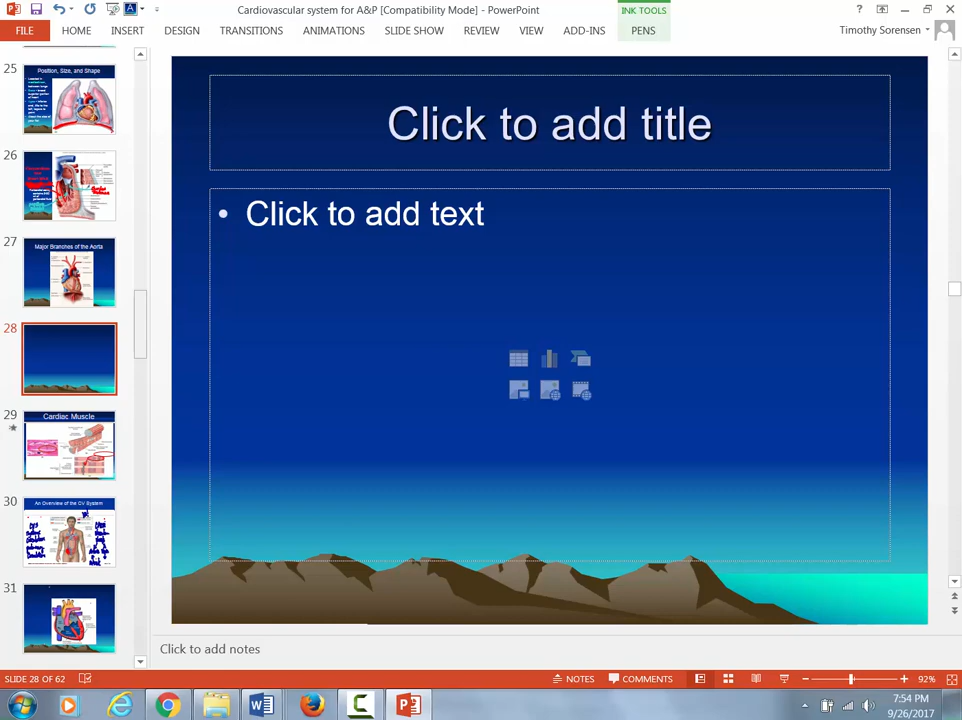 Cardiovascular system for A&P [Compatibility Mode] - PowerPoint
INK TOOLS
FILE HOME INSERT DESIGN TRANSITIONS ANIMATIONS SLIDE SHOW REVIEW VIEW ADD-INS PENS
Timothy Sorensen
25
Position, Size, and Shape
26
27
Major Branches of the Aorta
28
29
Cardiac Muscle
30
An Overview of the CV System
31
Click to add title
• Click to add text
Click to add notes
SLIDE 28 OF 62
NOTES
COMMENTS
92%
7:54 PM
9/26/2017